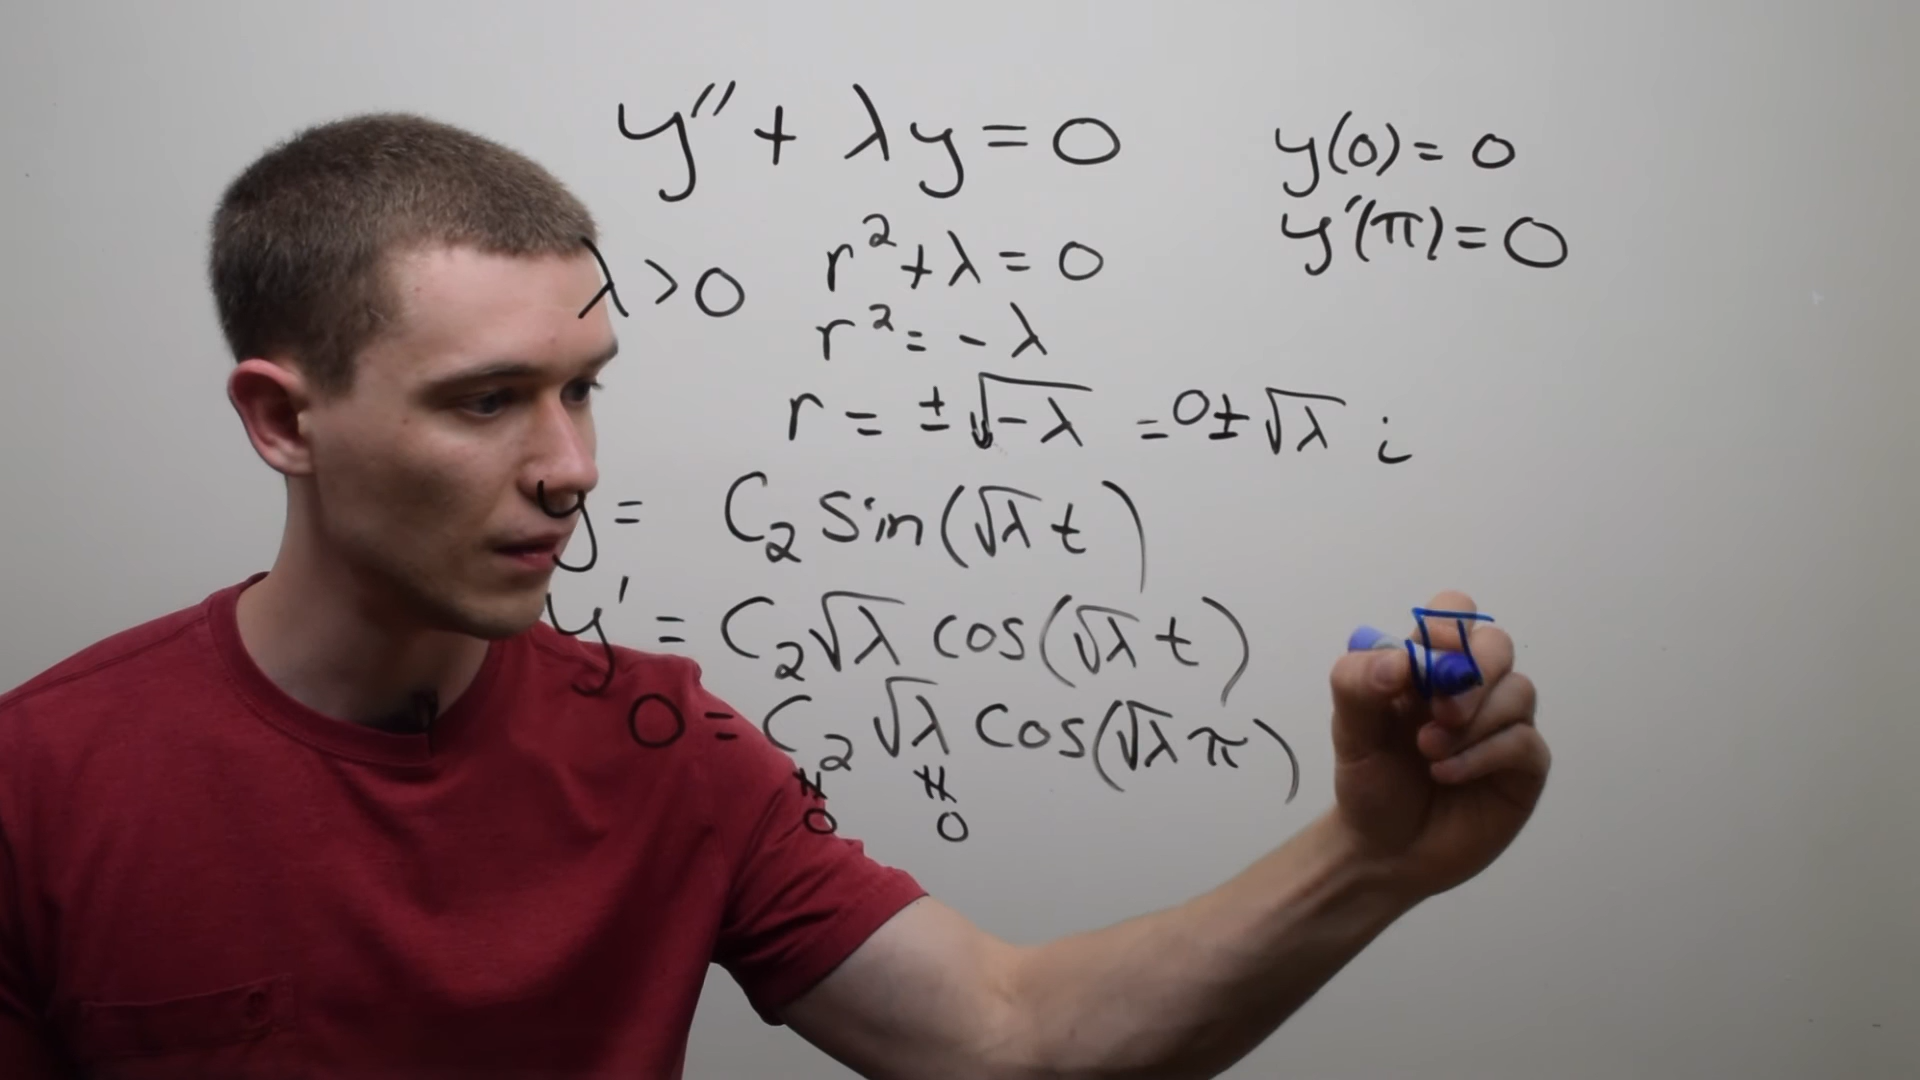 y'' + λy = 0
y(0) = 0
y'(π) = 0
λ > 0
r² + λ = 0
r² = - λ
r = ± √-λ = 0 ± √λ i
y = C₂ sin(√λ t)
y' = C₂√λ cos(√λ t)
0 = C₂ √λ cos(√λ π)
≠ ≠
0 0